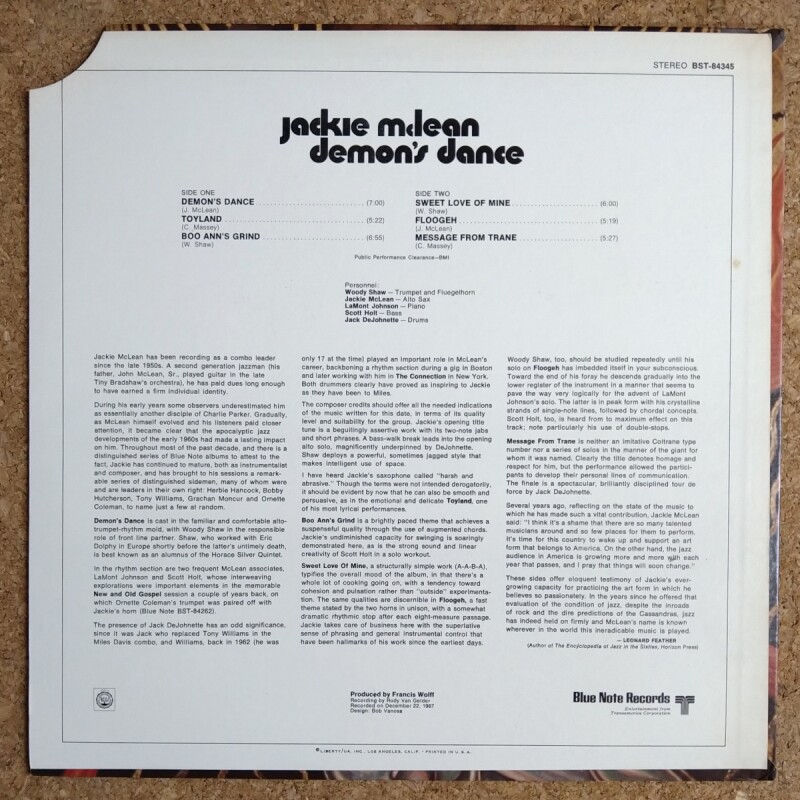 STEREO BST-84345
jackie mclean
demon's dance
SIDE ONE
DEMON'S DANCE (7:00)
(J. McLean)
TOYLAND (5:22)
(C. Massey)
BOO ANN'S GRIND (6:55)
(W. Shaw)
SIDE TWO
SWEET LOVE OF MINE (6:00)
(W. Shaw)
FLOOGEH (5:19)
(J. McLean)
MESSAGE FROM TRANE (5:27)
(C. Massey)
Public Performance Clearance—BMI
Personnel:
Woody Shaw — Trumpet and Fluegelhorn
Jackie McLean — Alto Sax
LaMont Johnson — Piano
Scott Holt — Bass
Jack DeJohnette — Drums
Jackie McLean has been recording as a combo leader
since the late 1950s. A second generation jazzman (his
father, John McLean, Sr., played guitar in the late
Tiny Bradshaw's orchestra), he has paid dues long enough
to have earned a firm individual identity.
During his early years some observers underestimated him
as essentially another disciple of Charlie Parker. Gradually,
as McLean himself evolved and his listeners paid closer
attention, it became clear that the apocalyptic jazz
developments of the early 1960s had made a lasting impact
on him. Throughout most of the past decade, and there is a
distinguished series of Blue Note albums to attest to the
fact, Jackie has continued to mature, both as instrumentalist
and composer, and has brought to his sessions a remark-
able series of distinguished sidemen, many of whom were
and are leaders in their own right: Herbie Hancock, Bobby
Hutcherson, Tony Williams, Grachan Moncur and Ornette
Coleman, to name just a few at random.
Demon's Dance is cast in the familiar and comfortable alto-
trumpet-rhythm mold, with Woody Shaw in the responsible
role of front line partner. Shaw, who worked with Eric
Dolphy in Europe shortly before the latter's untimely death,
is best known as an alumnus of the Horace Silver Quintet.
In the rhythm section are two frequent McLean associates,
LaMont Johnson and Scott Holt, whose interweaving
explorations were important elements in the memorable
New and Old Gospel session a couple of years back, on
which Ornette Coleman's trumpet was paired off with
Jackie's horn (Blue Note BST-84262).
The presence of Jack DeJohnette has an odd significance,
since it was Jack who replaced Tony Williams in the
Miles Davis combo, and Williams, back in 1962 (he was
only 17 at the time) played an important role in McLean's
career, backboning a rhythm section during a gig in Boston
and later working with him in The Connection in New York.
Both drummers clearly have proved as inspiring to Jackie
as they have been to Miles.
The composer credits should offer all the needed indications
of the music written for this date, in terms of its quality
level and suitability for the group. Jackie's opening title
tune is a beguilingly assertive work with its two-note jabs
and short phrases. A bass-walk break leads into the opening
alto solo, magnificently underpinned by DeJohnette.
Shaw deploys a powerful, sometimes jagged style that
makes intelligent use of space.
I have heard Jackie's saxophone called "harsh and
abrasive." Though the terms were not intended derogatorily,
it should be evident by now that he can also be smooth and
persuasive, as in the emotional and delicate Toyland, one
of his most lyrical performances.
Boo Ann's Grind is a brightly paced theme that achieves a
suspenseful quality through the use of augmented chords.
Jackie's undiminished capacity for swinging is soaringly
demonstrated here, as is the strong sound and linear
creativity of Scott Holt in a solo workout.
Sweet Love Of Mine, a structurally simple work (A-A-B-A),
typifies the overall mood of the album, in that there's a
whole lot of cooking going on, with a tendency toward
cohesion and pulsation rather than "outside" experimenta-
tion. The same qualities are discernible in Floogeh, a fast
theme stated by the two horns in unison, with a somewhat
dramatic rhythmic stop after each eight-measure passage.
Jackie takes care of business here with the superlative
sense of phrasing and general instrumental control that
have been hallmarks of his work since the earliest days.
Woody Shaw, too, should be studied repeatedly until his
solo on Floogeh has imbedded itself in your subconscious.
Toward the end of his foray he descends gradually into the
lower register of the instrument in a manner that seems to
pave the way very logically for the advent of LaMont
Johnson's solo. The latter is in peak form with his crystalline
strands of single-note lines, followed by chordal concepts.
Scott Holt, too, is heard from to maximum effect on this
track; note particularly his use of double-stops.
Message From Trane is neither an imitative Coltrane type
number nor a series of solos in the manner of the giant for
whom it was named. Clearly the title denotes homage and
respect for him, but the performance allowed the partici-
pants to develop their personal lines of communication.
The finale is a spectacular, brilliantly disciplined tour de
force by Jack DeJohnette.
Several years ago, reflecting on the state of the music to
which he has made such a vital contribution, Jackie McLean
said: "I think it's a shame that there are so many talented
musicians around and so few pieces for them to perform.
It's time for this country to wake up and support an art
form that belongs to America. On the other hand, the jazz
audience in America is growing more and more with each
year that passes, and I pray that things will soon change."
These sides offer eloquent testimony of Jackie's ever-
growing capacity for practicing the art form in which he
believes so passionately. In the years since he offered that
evaluation of the condition of jazz, despite the inroads
of rock and the dire predictions of the Cassandras, jazz
has indeed held on firmly and McLean's name is known
wherever in the world this ineradicable music is played.
— LEONARD FEATHER
(Author of The Encyclopedia of Jazz in the Sixties, Horizon Press)
Produced by Francis Wolff
Recording by Rudy Van Gelder
Recorded on December 22, 1967
Design: Bob Venosa
Blue Note Records
Entertainment from
Transamerica Corporation
© LIBERTY/UA, INC., LOS ANGELES, CALIF. • PRINTED IN U.S.A.